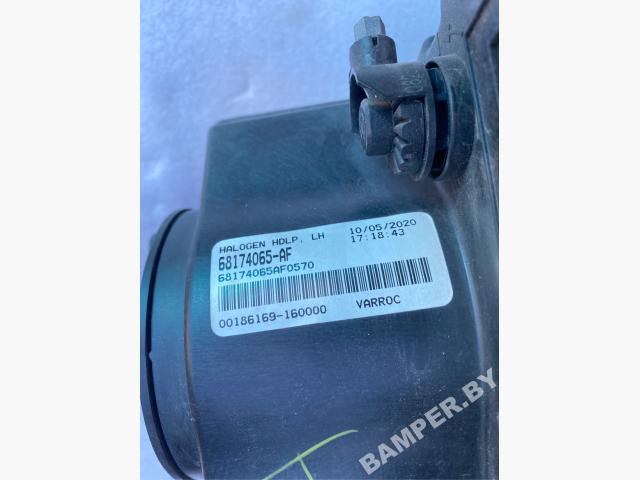 HALOGEN HDLP, LH 10/05/2020
68174065-AF 17:18:43
68174065AF0570
00186169-160000 VARROC
BAMPER.BY